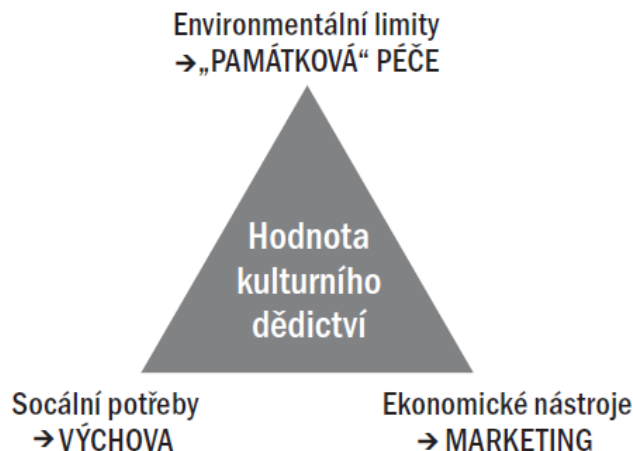 Environmentální limity
→„PAMÁTKOVÁ“ PÉČE
Hodnota
kulturního
dědictví
Socální potřeby
→ VÝCHOVA
Ekonomické nástroje
→ MARKETING